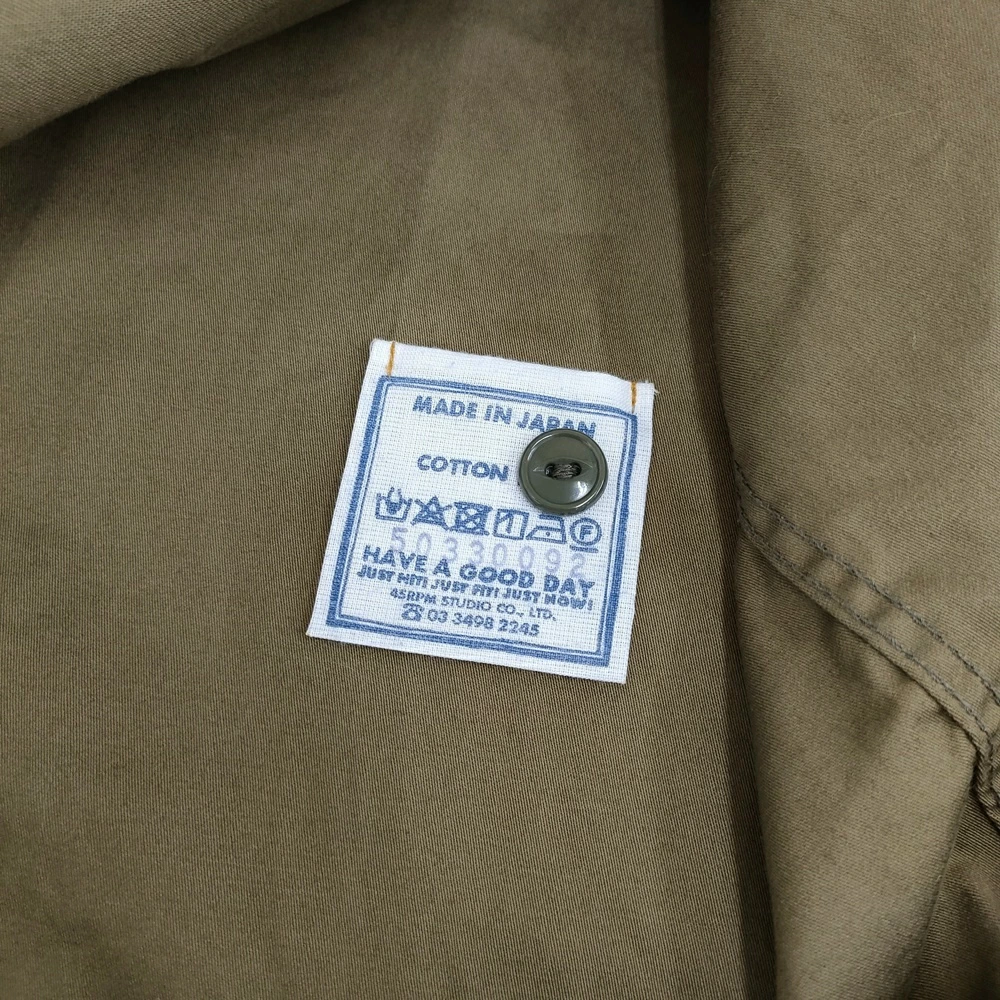 MADE IN JAPAN
COTTON
50330092
HAVE A GOOD DAY
JUST HIT! JUST FIT! JUST NOW!
45RPM STUDIO CO., LTD.
☎ 03 3498 2245